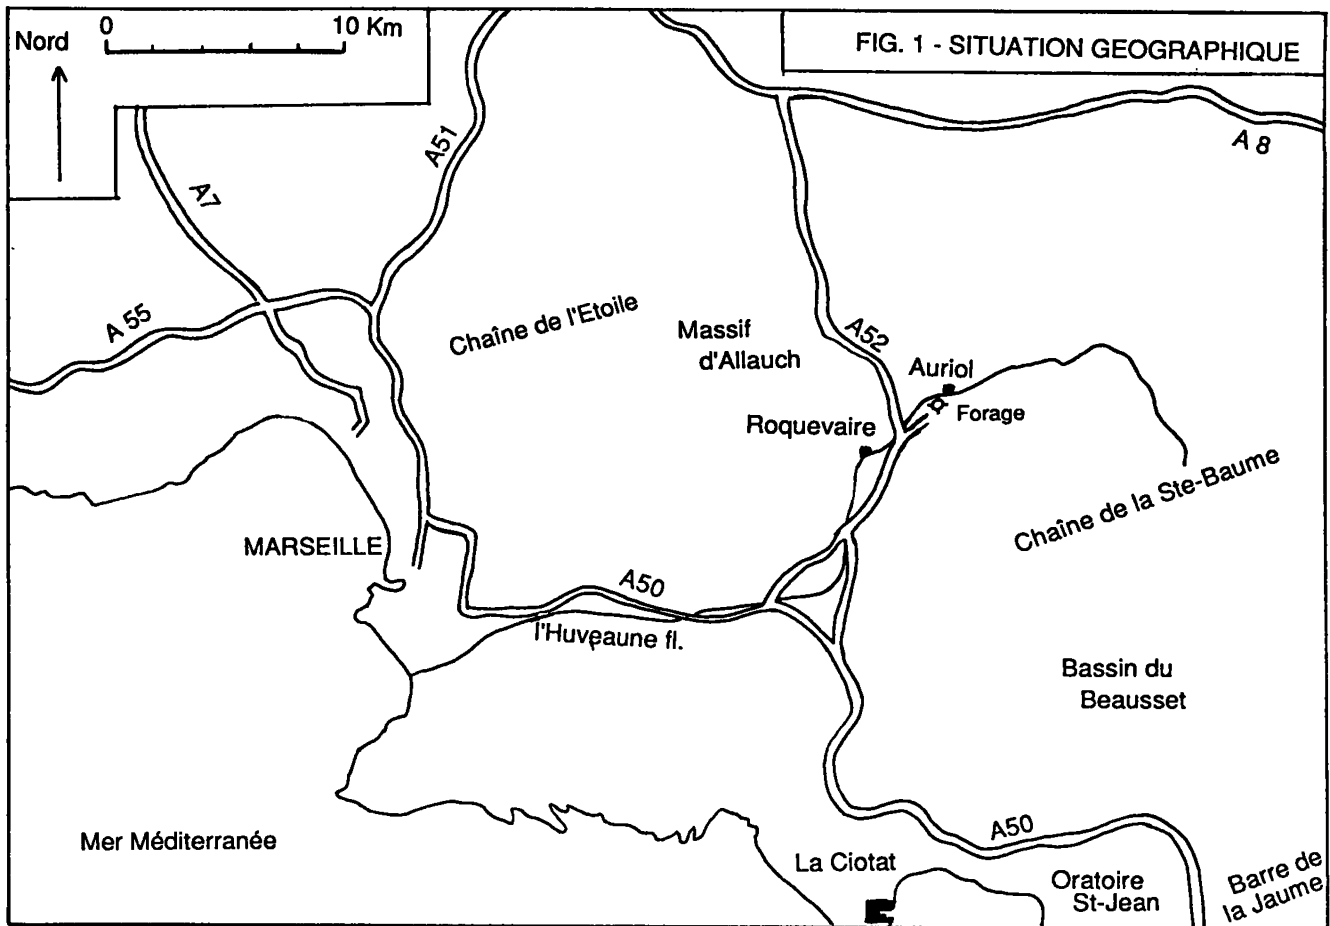 Nord
0
10 Km
FIG. 1 - SITUATION GEOGRAPHIQUE
A51
A 8
A7
A 55
Chaîne de l'Etoile
Massif
d'Allauch
A52
Auriol
Forage
Roquevaire
Chaîne de la Ste-Baume
MARSEILLE
A50
l'Huveaune fl.
Bassin du
Beausset
Mer Méditerranée
A50
La Ciotat
Oratoire
St-Jean
Barre de
la Jaume